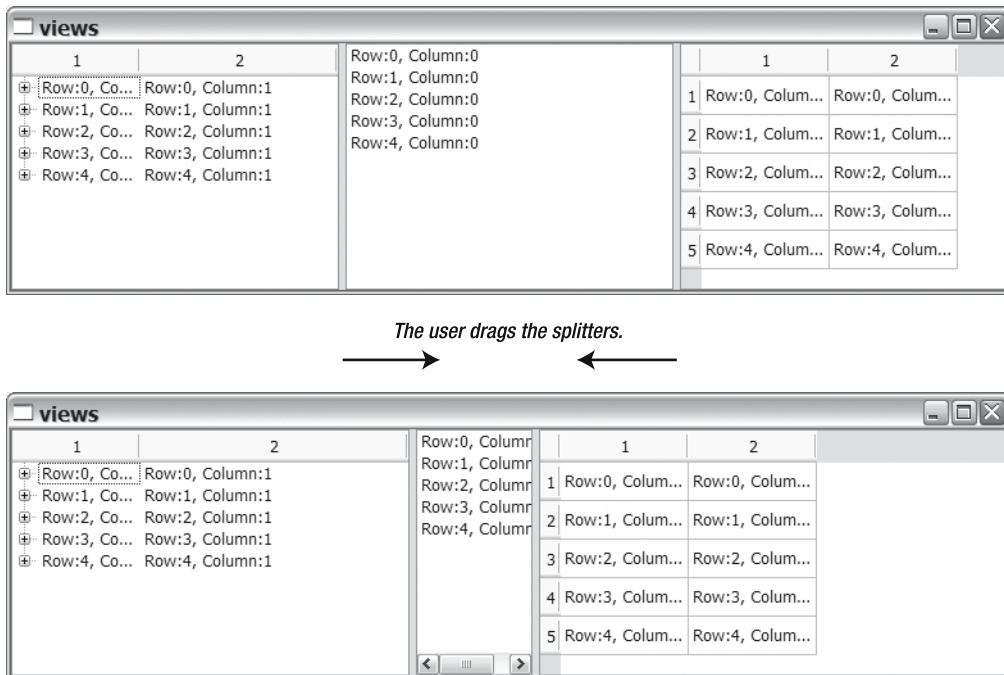 views
1 2
Row:0, Co... Row:0, Column:1
Row:1, Co... Row:1, Column:1
Row:2, Co... Row:2, Column:1
Row:3, Co... Row:3, Column:1
Row:4, Co... Row:4, Column:1
Row:0, Column:0
Row:1, Column:0
Row:2, Column:0
Row:3, Column:0
Row:4, Column:0
1 2
1 Row:0, Colum... Row:0, Colum...
2 Row:1, Colum... Row:1, Colum...
3 Row:2, Colum... Row:2, Colum...
4 Row:3, Colum... Row:3, Colum...
5 Row:4, Colum... Row:4, Colum...
The user drags the splitters.
views
1 2
Row:0, Co... Row:0, Column:1
Row:1, Co... Row:1, Column:1
Row:2, Co... Row:2, Column:1
Row:3, Co... Row:3, Column:1
Row:4, Co... Row:4, Column:1
Row:0, Column
Row:1, Column
Row:2, Column
Row:3, Column
Row:4, Column
1 2
1 Row:0, Colum... Row:0, Colum...
2 Row:1, Colum... Row:1, Colum...
3 Row:2, Colum... Row:2, Colum...
4 Row:3, Colum... Row:3, Colum...
5 Row:4, Colum... Row:4, Colum...